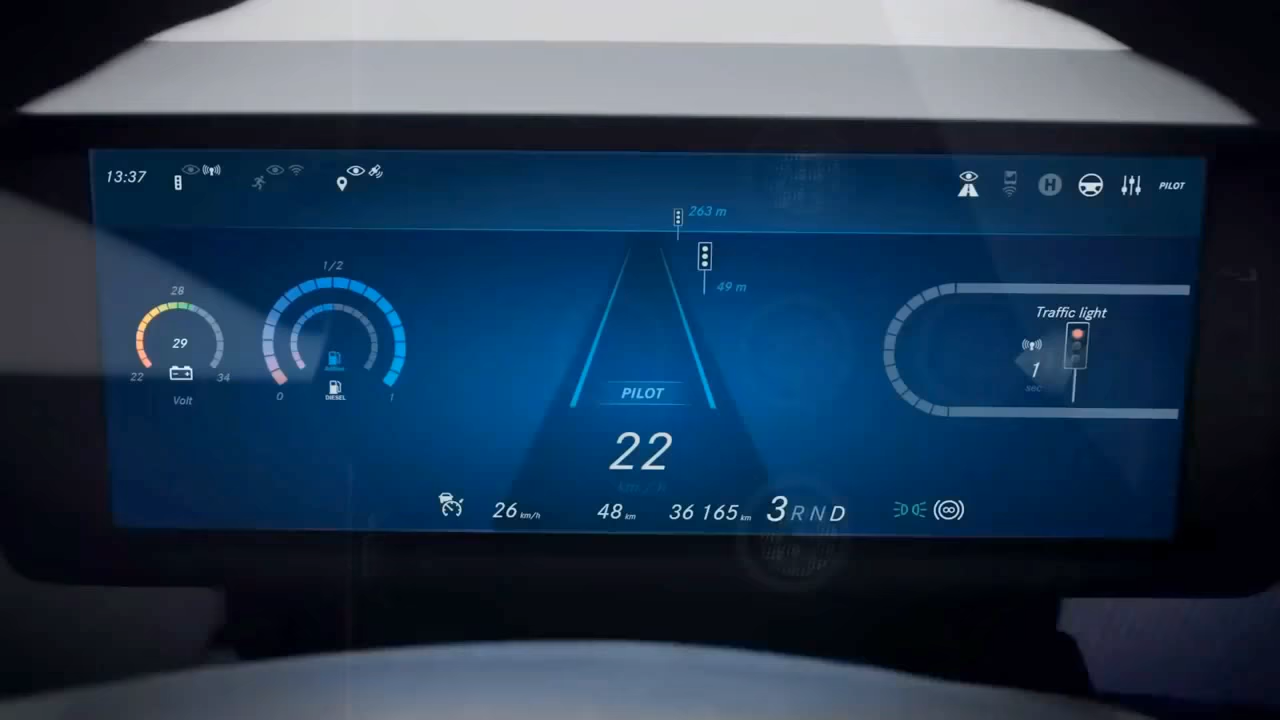 13:37
H
PILOT
263 m
49 m
28
29
22
34
Volt
1/2
0
1
DIESEL
PILOT
22
km/h
Traffic light
1
sec
26 km/h
48 km
36 165 km
3 R N D